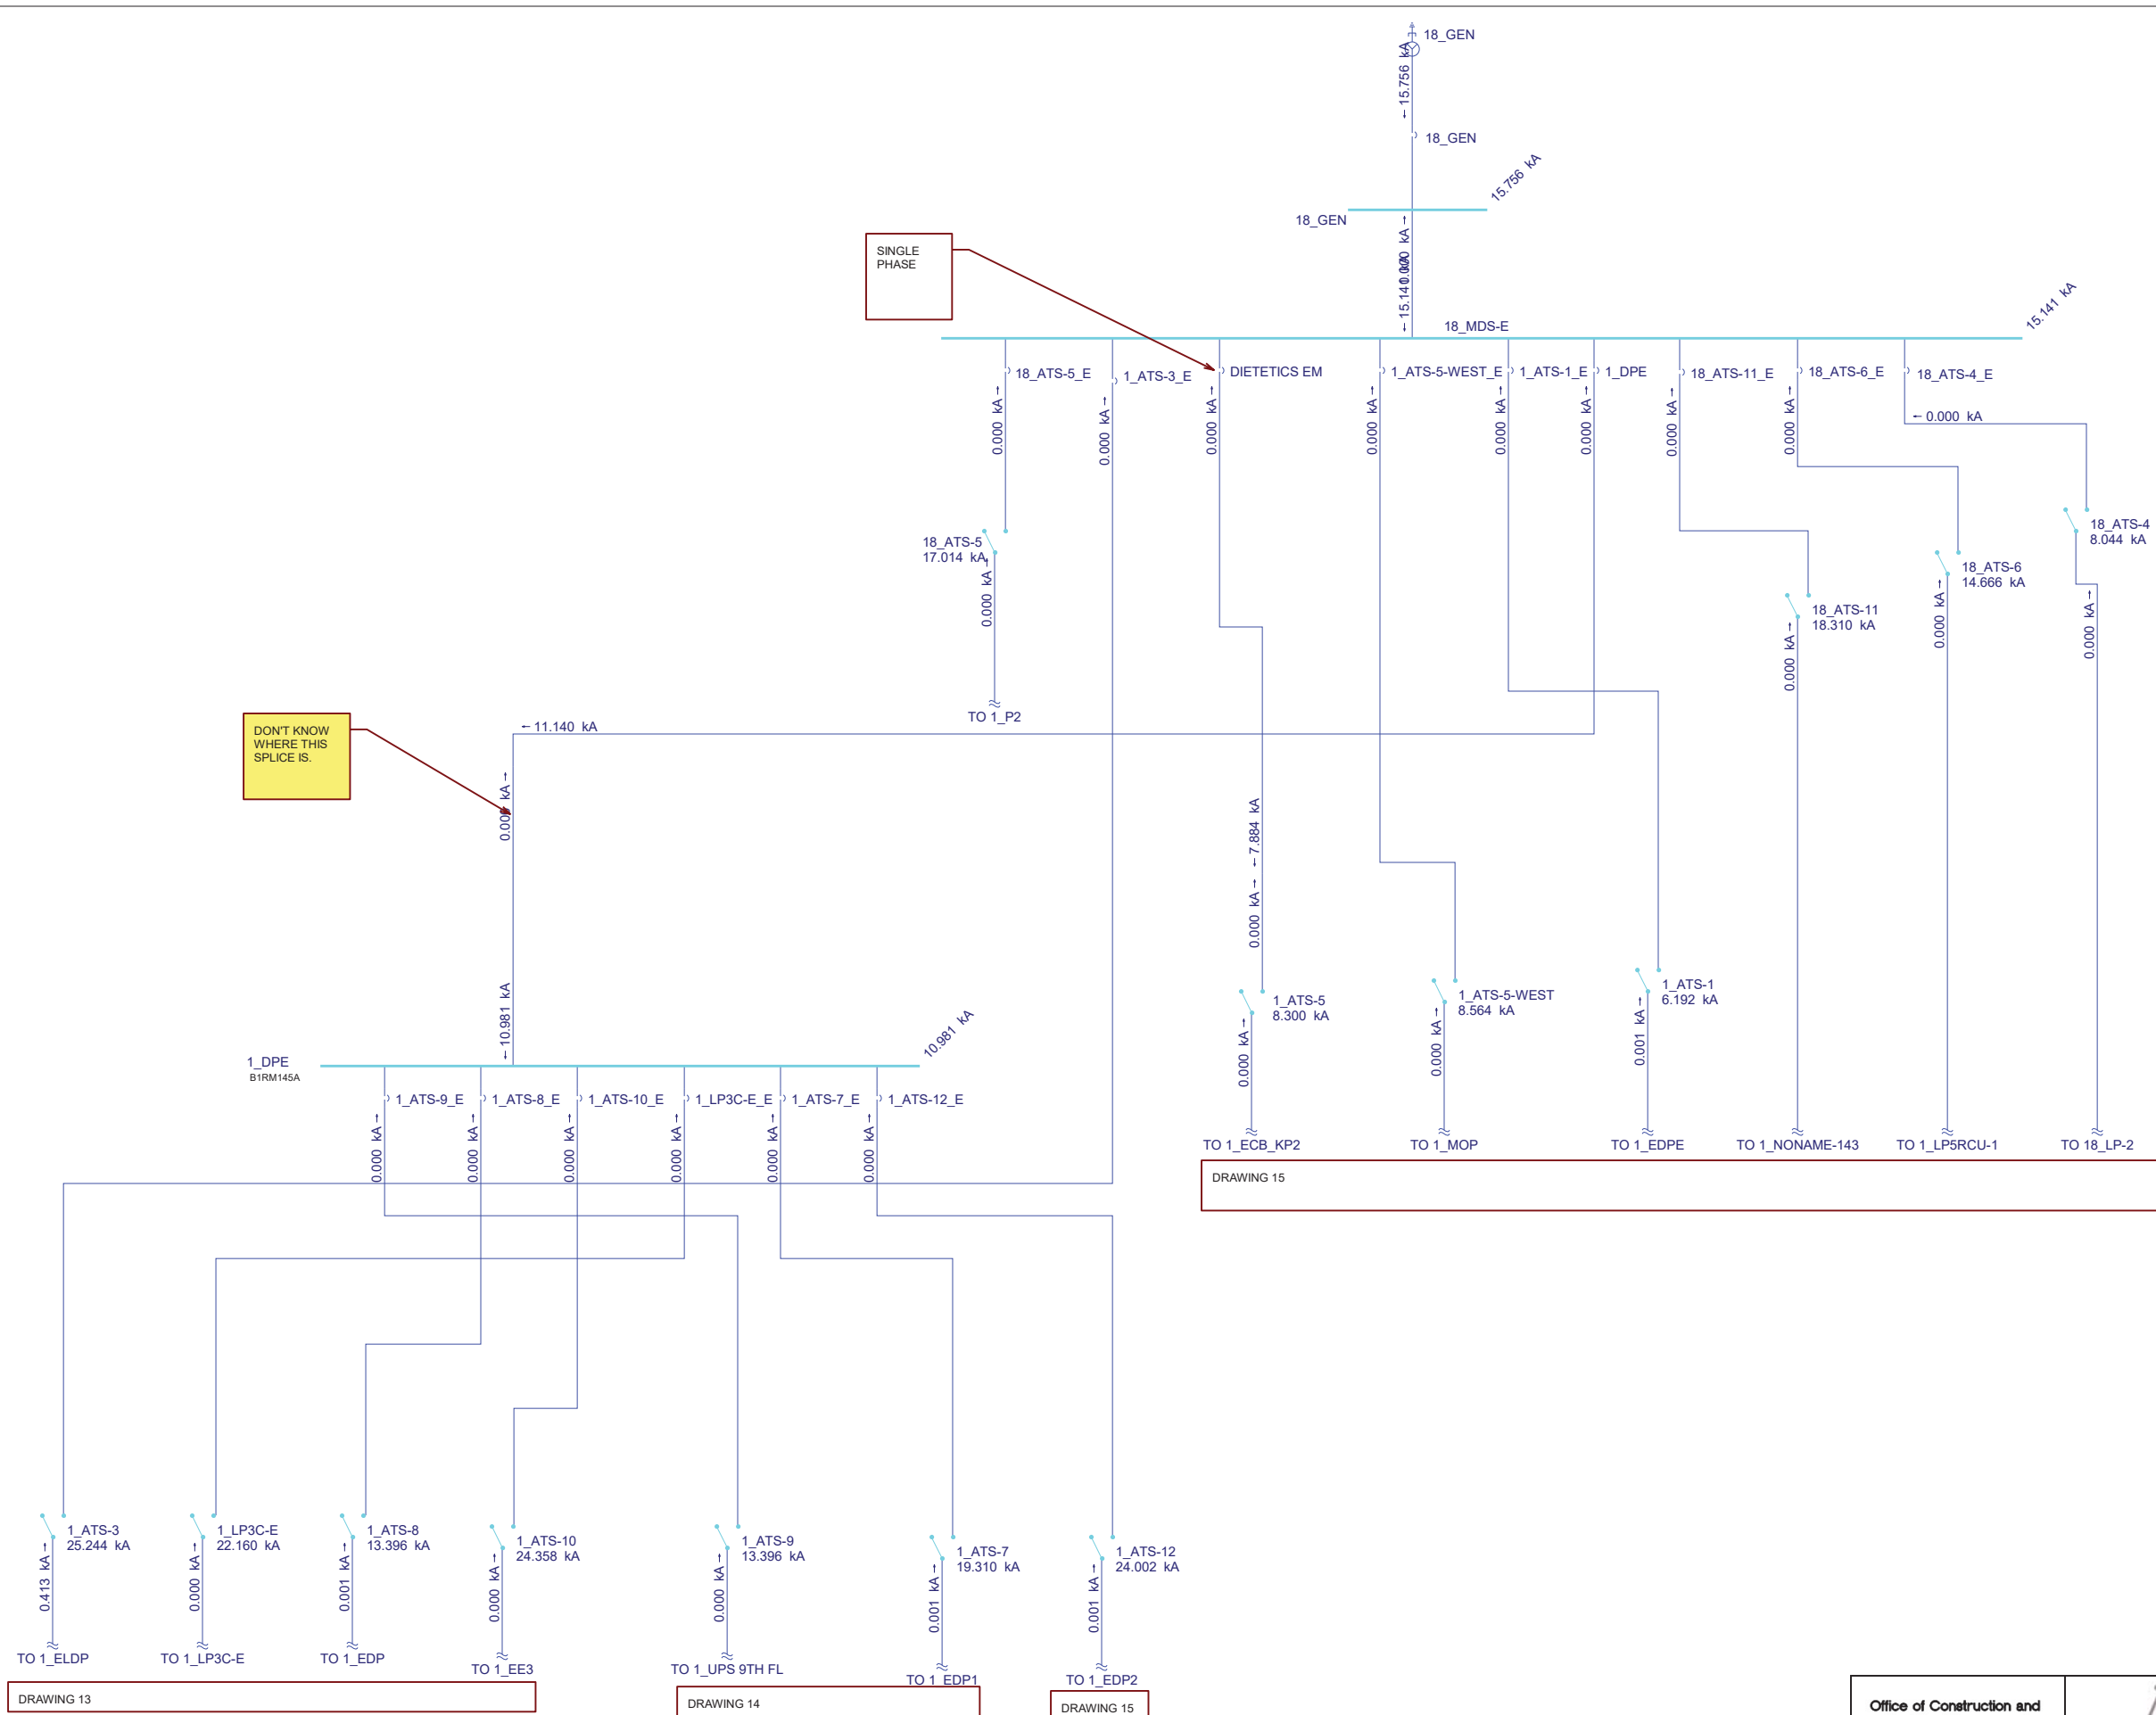 18_GEN
← 15.756 kA
18_GEN
15.756 kA
18_GEN
0.000 kA →
← 15.141 kA
SINGLE
PHASE
18_MDS-E
15.141 kA
18_ATS-5_E
1_ATS-3_E
DIETETICS EM
1_ATS-5-WEST_E
1_ATS-1_E
1_DPE
18_ATS-11_E
18_ATS-6_E
18_ATS-4_E
0.000 kA →
0.000 kA →
0.000 kA →
0.000 kA →
0.000 kA →
0.000 kA →
0.000 kA →
0.000 kA →
← 0.000 kA
18_ATS-5
17.014 kA
0.000 kA →
18_ATS-4
8.044 kA
0.000 kA →
18_ATS-6
14.666 kA
0.000 kA →
18_ATS-11
18.310 kA
0.000 kA →
TO 1_P2
DON'T KNOW
WHERE THIS
SPLICE IS.
← 11.140 kA
0.000 kA →
← 7.884 kA
0.000 kA →
← 10.981 kA
1_ATS-5
8.300 kA
0.000 kA →
1_ATS-5-WEST
8.564 kA
0.000 kA →
1_ATS-1
6.192 kA
0.001 kA →
1_DPE
B1RM145A
10.981 kA
1_ATS-9_E
1_ATS-8_E
1_ATS-10_E
1_LP3C-E_E
1_ATS-7_E
1_ATS-12_E
0.000 kA →
0.000 kA →
0.000 kA →
0.000 kA →
0.000 kA →
0.000 kA →
TO 1_ECB_KP2
TO 1_MOP
TO 1_EDPE
TO 1_NONAME-143
TO 1_LP5RCU-1
TO 18_LP-2
DRAWING 15
1_ATS-3
25.244 kA
0.413 kA →
1_LP3C-E
22.160 kA
0.000 kA →
1_ATS-8
13.396 kA
0.001 kA →
1_ATS-10
24.358 kA
0.000 kA →
1_ATS-9
13.396 kA
0.000 kA →
1_ATS-7
19.310 kA
0.001 kA →
1_ATS-12
24.002 kA
0.001 kA →
TO 1_ELDP
TO 1_LP3C-E
TO 1_EDP
TO 1_EE3
TO 1_UPS 9TH FL
TO 1_EDP1
TO 1_EDP2
DRAWING 13
DRAWING 14
DRAWING 15
Office of Construction and